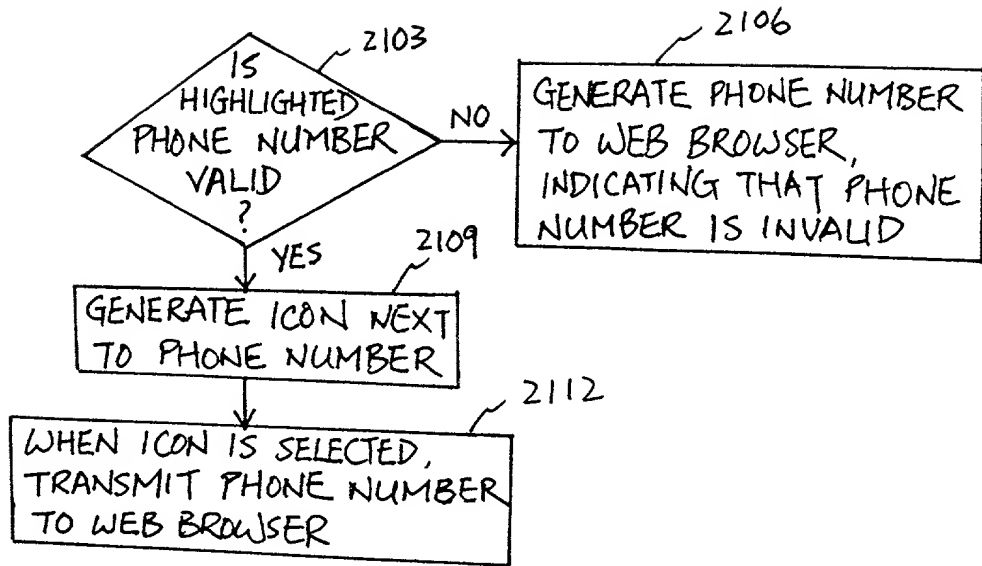 2103
IS
HIGHLIGHTED
PHONE NUMBER
VALID
?
NO
2106
GENERATE PHONE NUMBER
TO WEB BROWSER,
INDICATING THAT PHONE
NUMBER IS INVALID
YES
2109
GENERATE ICON NEXT
TO PHONE NUMBER
2112
WHEN ICON IS SELECTED,
TRANSMIT PHONE NUMBER
TO WEB BROWSER